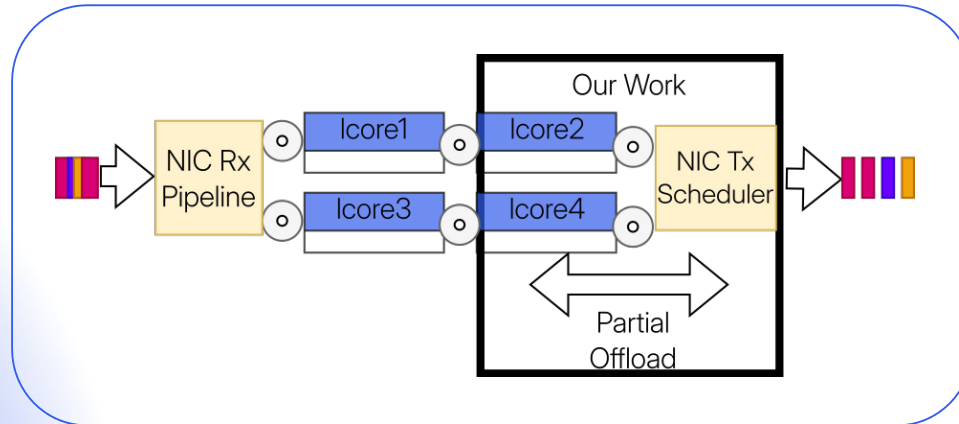 Our Work
lcore1
lcore2
NIC Rx
Pipeline
NIC Tx
Scheduler
lcore3
lcore4
Partial
Offload